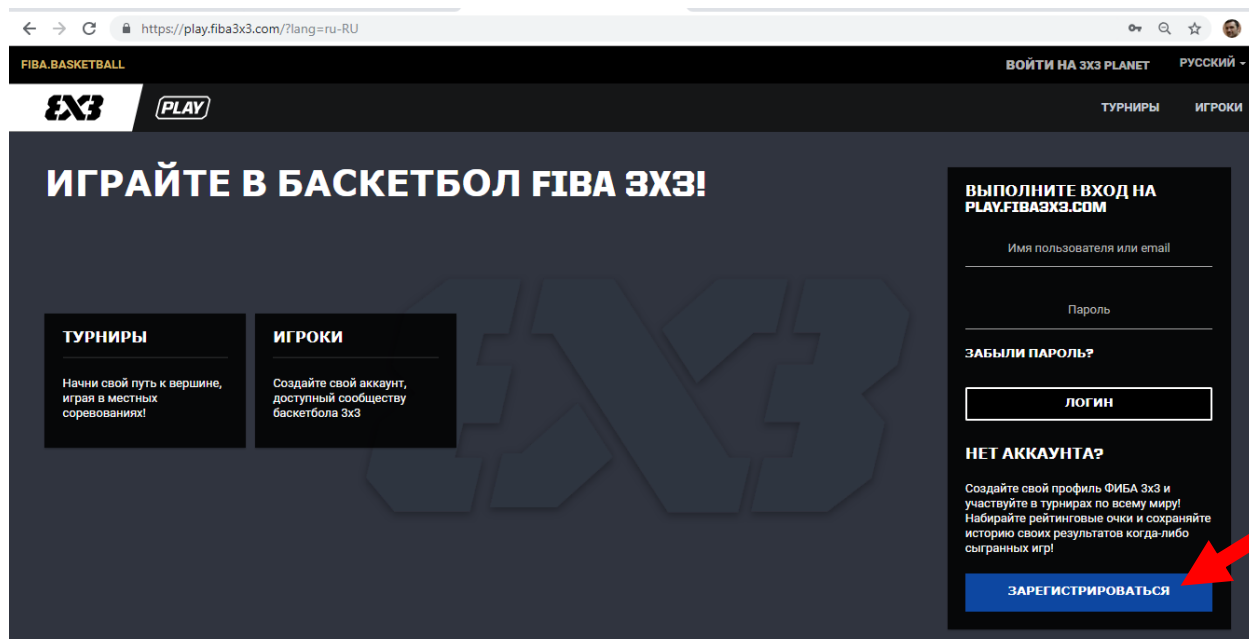 https://play.fiba3x3.com/?lang=ru-RU
FIBA.BASKETBALL
ВОЙТИ НА 3X3 PLANET
РУССКИЙ
3X3
PLAY
ТУРНИРЫ
ИГРОКИ
ИГРАЙТЕ В БАСКЕТБОЛ FIBA 3X3!
ТУРНИРЫ
Начни свой путь к вершине,
играя в местных
соревованиях!
ИГРОКИ
Создайте свой аккаунт,
доступный сообществу
баскетбола 3x3
3X3
ВЫПОЛНИТЕ ВХОД НА
PLAY.FIBA3X3.COM
Имя пользователя или email
Пароль
ЗАБЫЛИ ПАРОЛЬ?
ЛОГИН
НЕТ АККАУНТА?
Создайте свой профиль ФИБА 3x3 и
участвуйте в турнирах по всему миру!
Набирайте рейтинговые очки и сохраняйте
историю своих результатов когда-либо
сыгранных игр!
ЗАРЕГИСТРИРОВАТЬСЯ